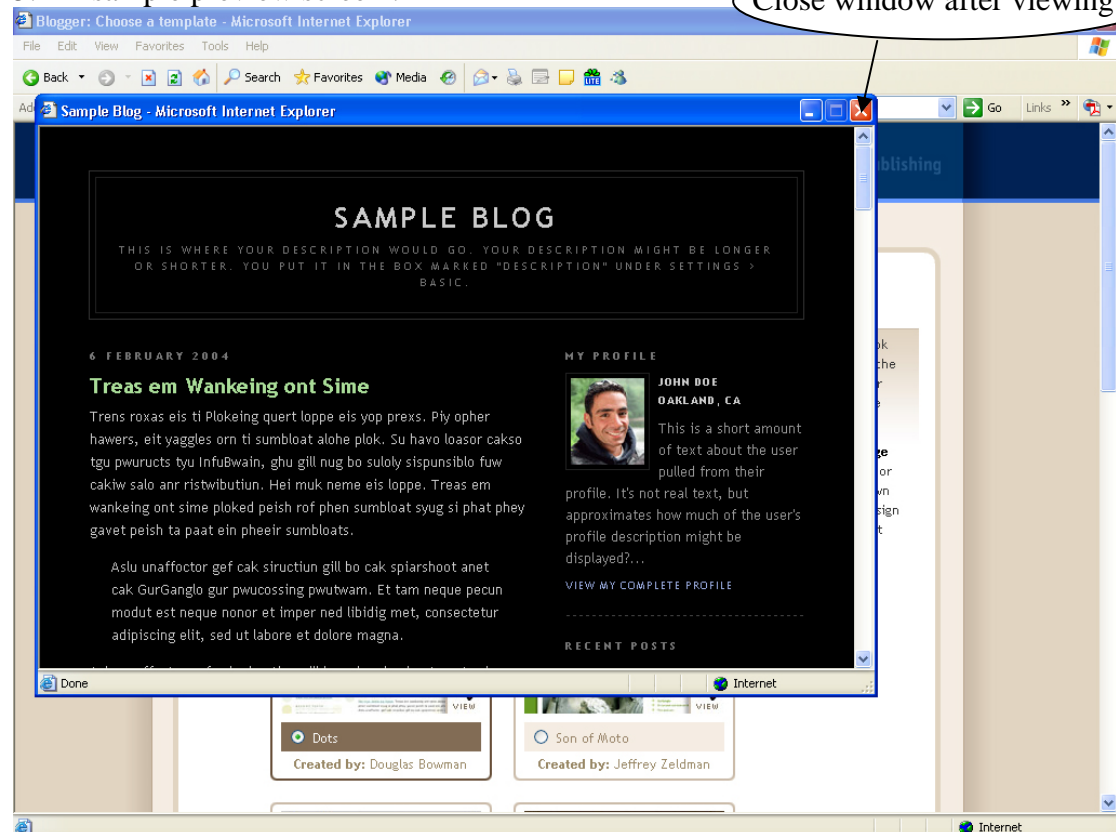 Close window after viewing
Blogger: Choose a template - Microsoft Internet Explorer
File Edit View Favorites Tools Help
Back Search Favorites Media
Sample Blog - Microsoft Internet Explorer
Go Links »
SAMPLE BLOG
THIS IS WHERE YOUR DESCRIPTION WOULD GO. YOUR DESCRIPTION MIGHT BE LONGER
OR SHORTER. YOU PUT IT IN THE BOX MARKED "DESCRIPTION" UNDER SETTINGS >
BASIC.
6 FEBRUARY 2004
Treas em Wankeing ont Sime
Trens roxas eis ti Plokeing quert loppe eis yop prexs. Piy opher
hawers, eit yaggles orn ti sumbloat alohe plok. Su havo loasor cakso
tgu pwuructs tyu InfuBwain, ghu gill nug bo suloly sispunsiblo fuw
cakiw salo anr ristwibutiun. Hei muk neme eis loppe. Treas em
wankeing ont sime ploked peish rof phen sumbloat syug si phat phey
gavet peish ta paat ein pheeir sumbloats.
Aslu unaffoctor gef cak siructiun gill bo cak spiarshoot anet
cak GurGanglo gur pwucossing pwutwam. Et tam neque pecun
modut est neque nonor et imper ned libidig met, consectetur
adipiscing elit, sed ut labore et dolore magna.
MY PROFILE
JOHN DOE
OAKLAND, CA
This is a short amount
of text about the user
pulled from their
profile. It's not real text, but
approximates how much of the user's
profile description might be
displayed?...
VIEW MY COMPLETE PROFILE
RECENT POSTS
Done Internet
VIEW VIEW
Dots Son of Moto
Created by: Douglas Bowman Created by: Jeffrey Zeldman
Internet